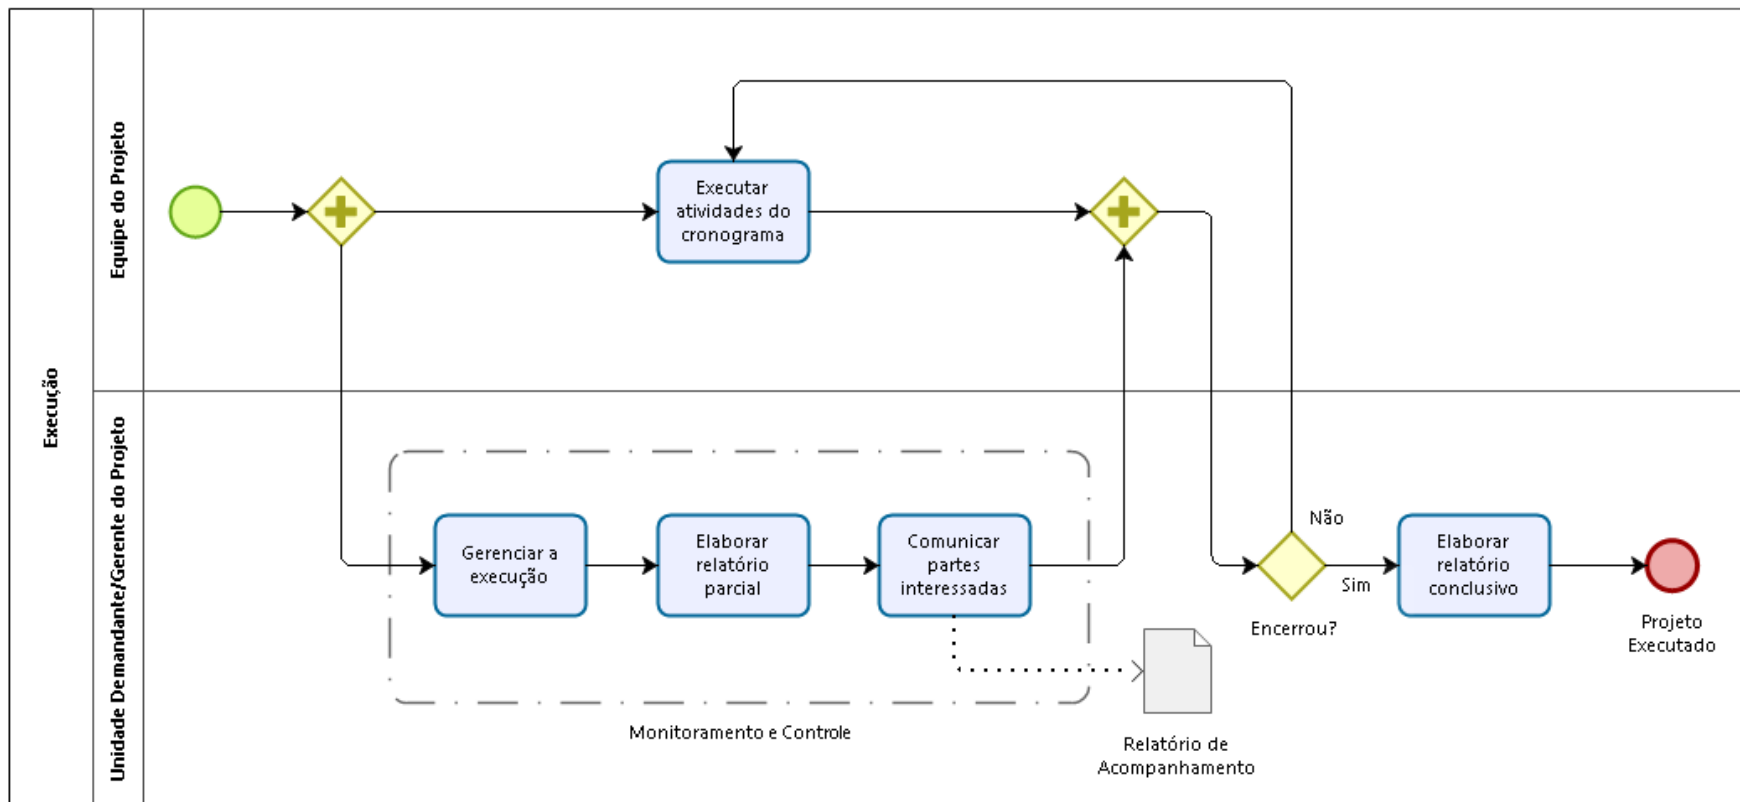 Execução
Equipe do Projeto
Executar
atividades do
cronograma
Unidade Demandante/Gerente do Projeto
Gerenciar a
execução
Elaborar
relatório
parcial
Comunicar
partes
interessadas
Monitoramento e Controle
Relatório de
Acompanhamento
Não
Sim
Encerrou?
Elaborar
relatório
conclusivo
Projeto
Executado